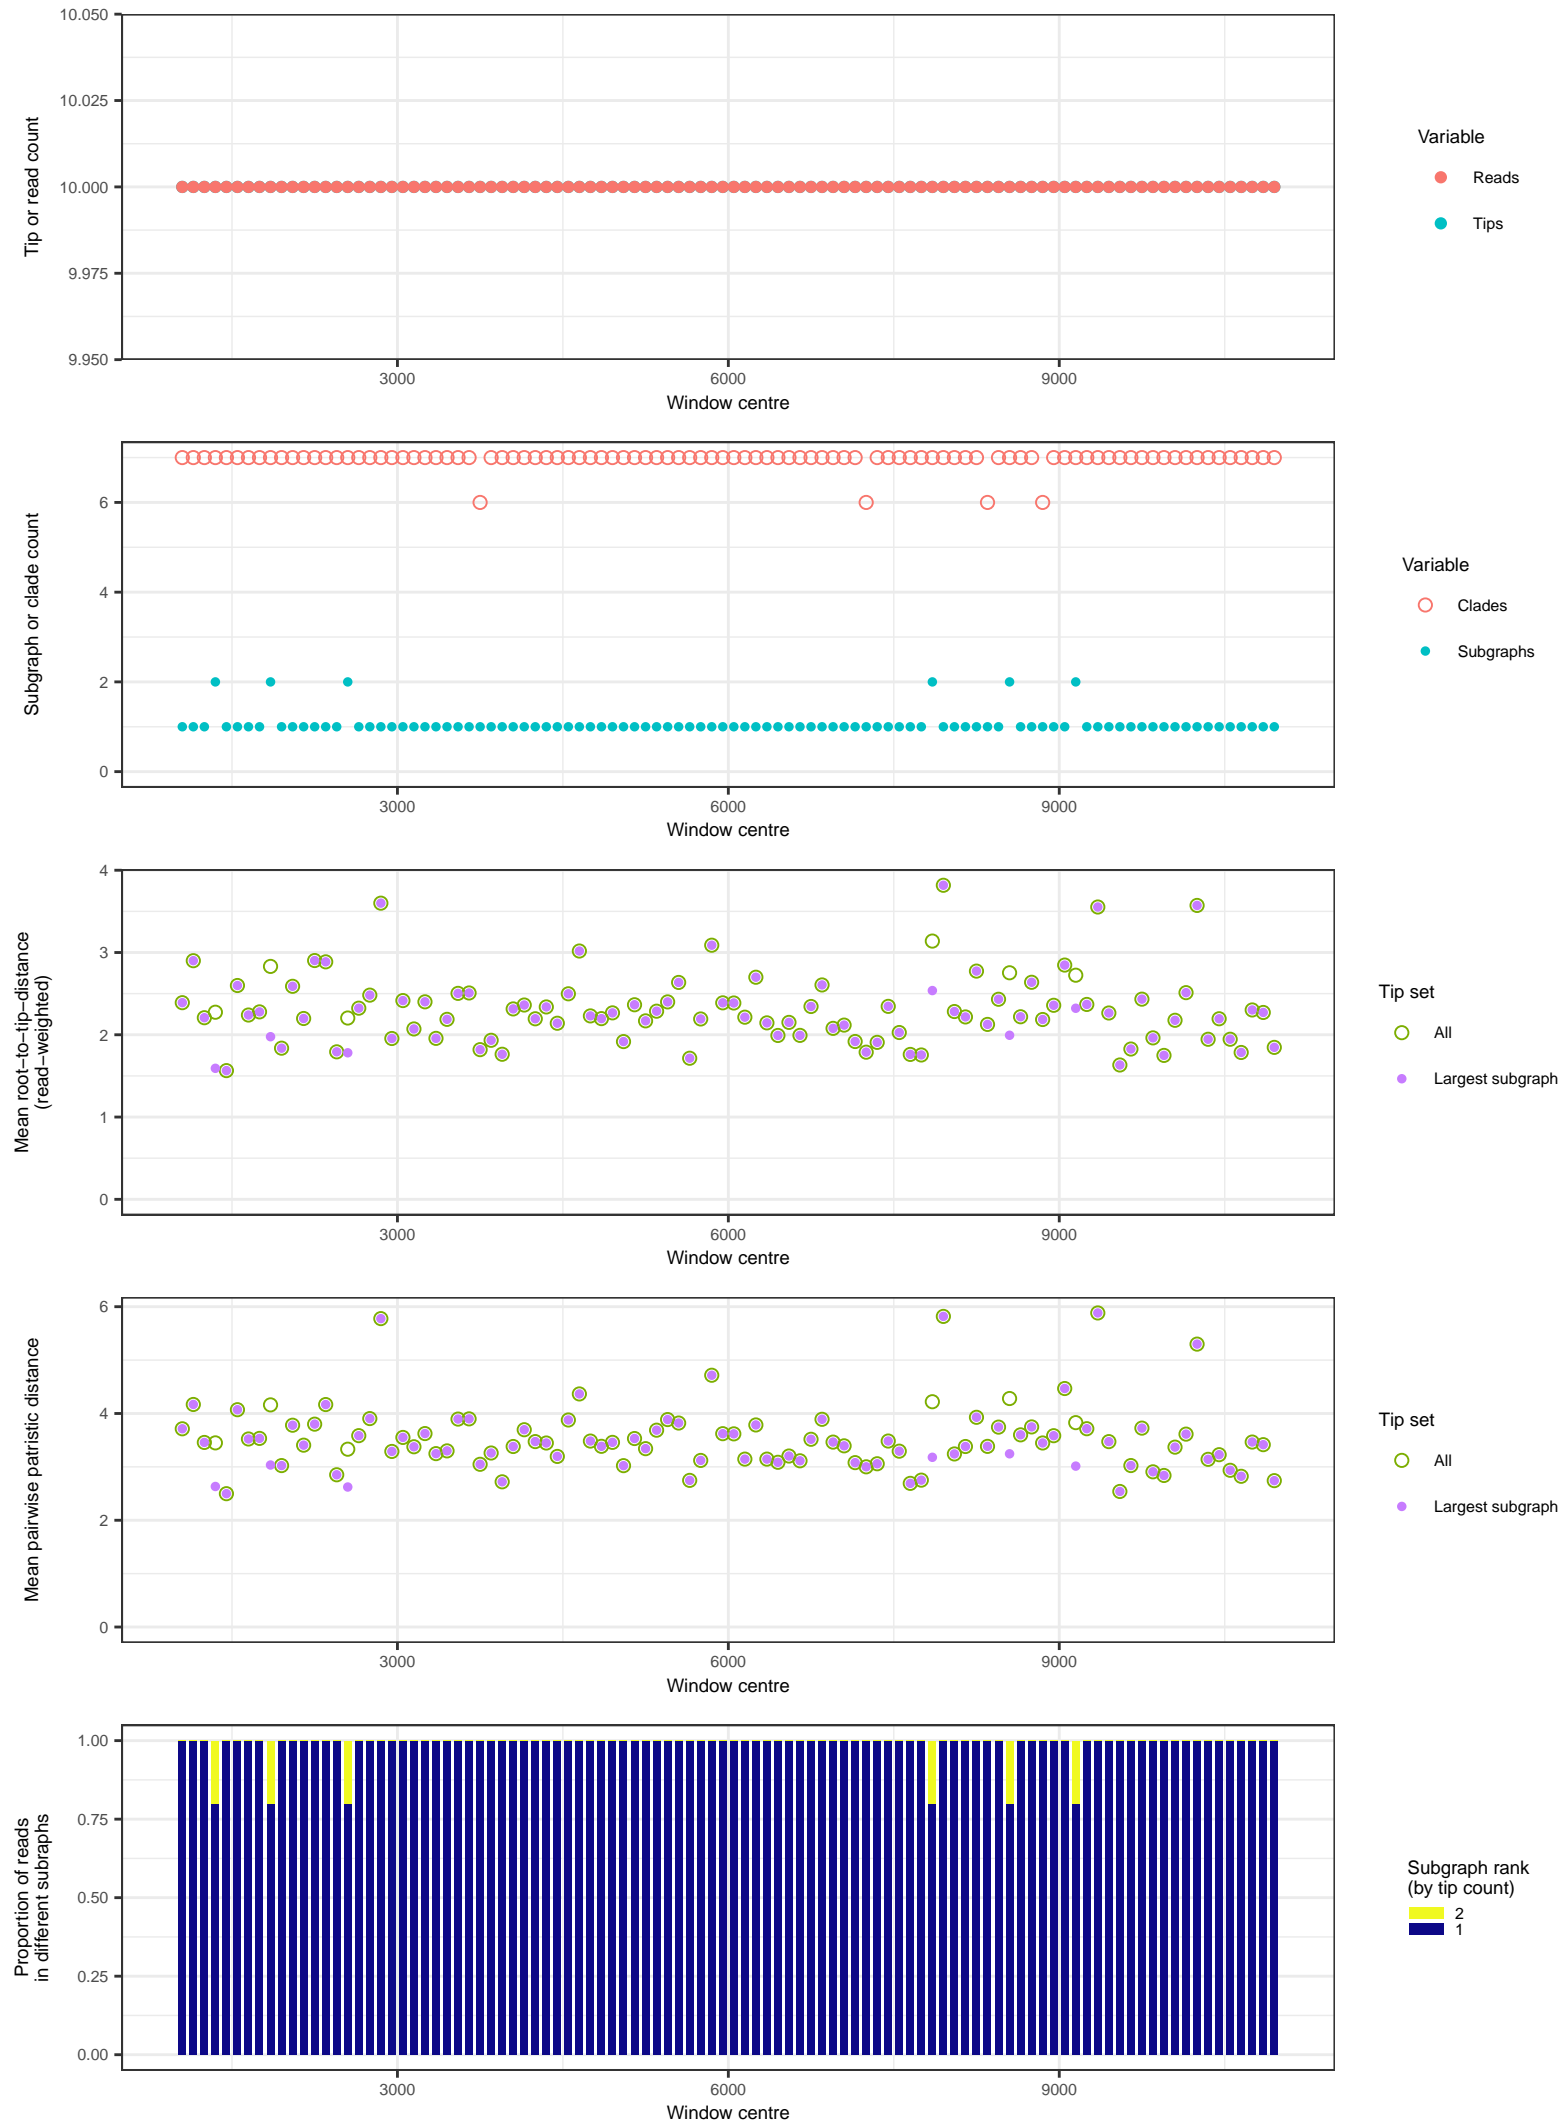 10.050
10.025
10.000
9.975
9.950
Tip or read count
3000
6000
9000
Window centre
Variable
Reads
Tips
6
4
2
0
Subgraph or clade count
3000
6000
9000
Window centre
Variable
Clades
Subgraphs
4
3
2
1
0
Mean root−to−tip−distance
(read−weighted)
3000
6000
9000
Window centre
Tip set
All
Largest subgraph
6
4
2
0
Mean pairwise patristic distance
3000
6000
9000
Window centre
Tip set
All
Largest subgraph
1.00
0.75
0.50
0.25
0.00
Proportion of reads
in different subraphs
3000
6000
9000
Window centre
Subgraph rank
(by tip count)
2
1